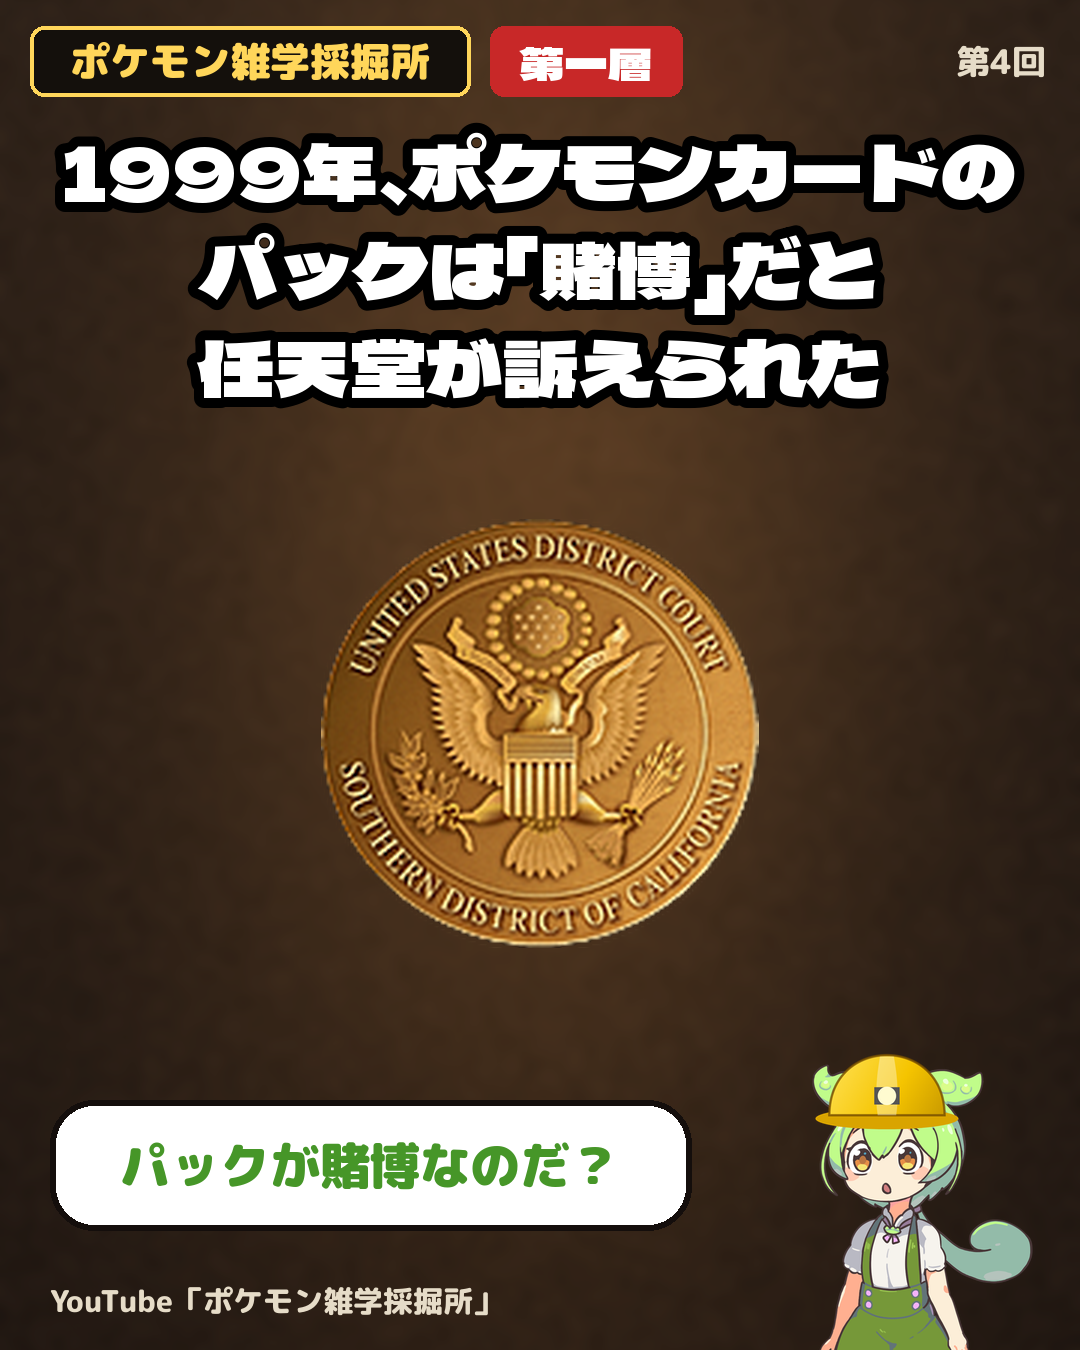 ポケモン雑学採掘所
第一層
第4回
1999年、ポケモンカードの
パックは「賭博」だと
任天堂が訴えられた
UNITED STATES DISTRICT COURT
SOUTHERN DISTRICT OF CALIFORNIA
パックが賭博なのだ？
YouTube「ポケモン雑学採掘所」